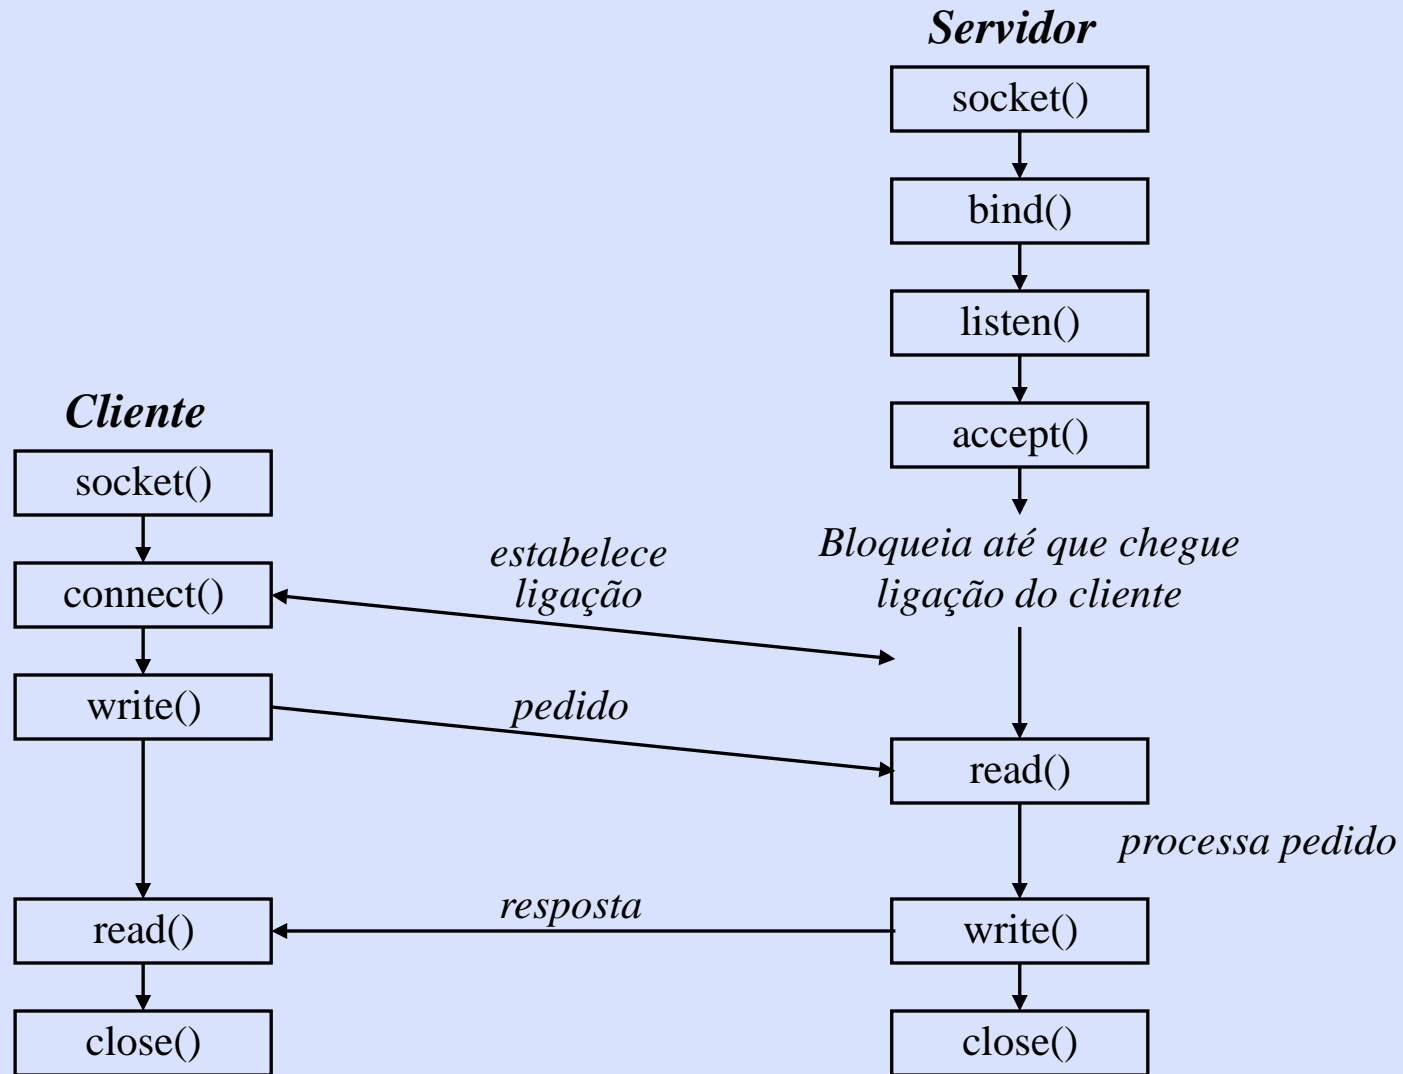 Servidor
socket()
bind()
listen()
accept()
Bloqueia até que chegue
ligação do cliente
read()
processa pedido
write()
close()
Cliente
socket()
connect()
write()
read()
close()
estabelece
ligação
pedido
resposta